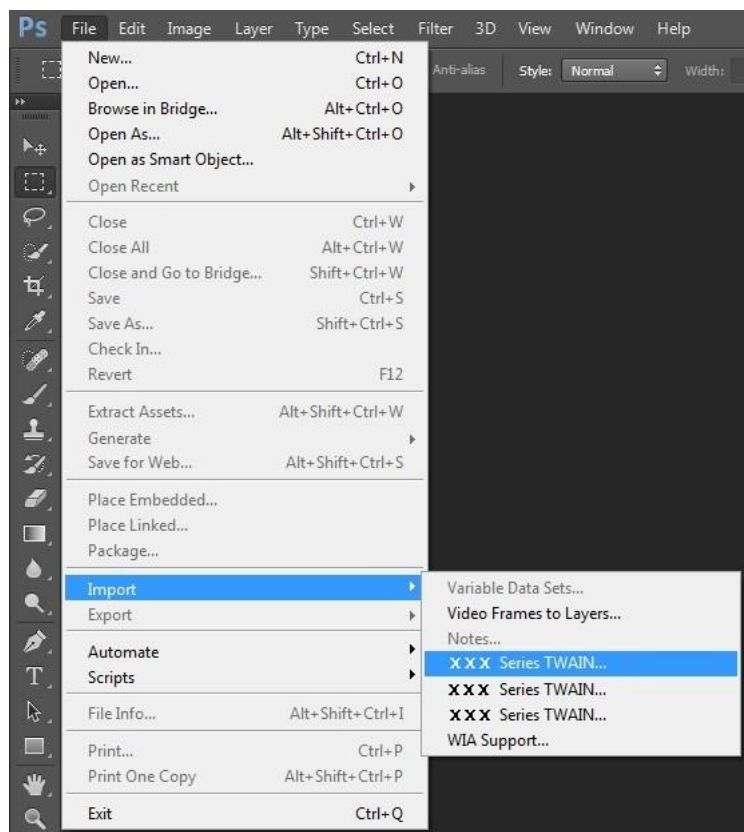 Ps File Edit Image Layer Type Select Filter 3D View Window Help
Anti-alias Style: Normal Width:
New... Ctrl+N
Open... Ctrl+O
Browse in Bridge... Alt+Ctrl+O
Open As... Alt+Shift+Ctrl+O
Open as Smart Object...
Open Recent
Close Ctrl+W
Close All Alt+Ctrl+W
Close and Go to Bridge... Shift+Ctrl+W
Save Ctrl+S
Save As... Shift+Ctrl+S
Check In...
Revert F12
Extract Assets... Alt+Shift+Ctrl+W
Generate
Save for Web... Alt+Shift+Ctrl+S
Place Embedded...
Place Linked...
Package...
Import
Export
Automate
Scripts
File Info... Alt+Shift+Ctrl+I
Print... Ctrl+P
Print One Copy Alt+Shift+Ctrl+P
Exit Ctrl+Q
Variable Data Sets...
Video Frames to Layers...
Notes...
XXX Series TWAIN...
XXX Series TWAIN...
XXX Series TWAIN...
WIA Support...